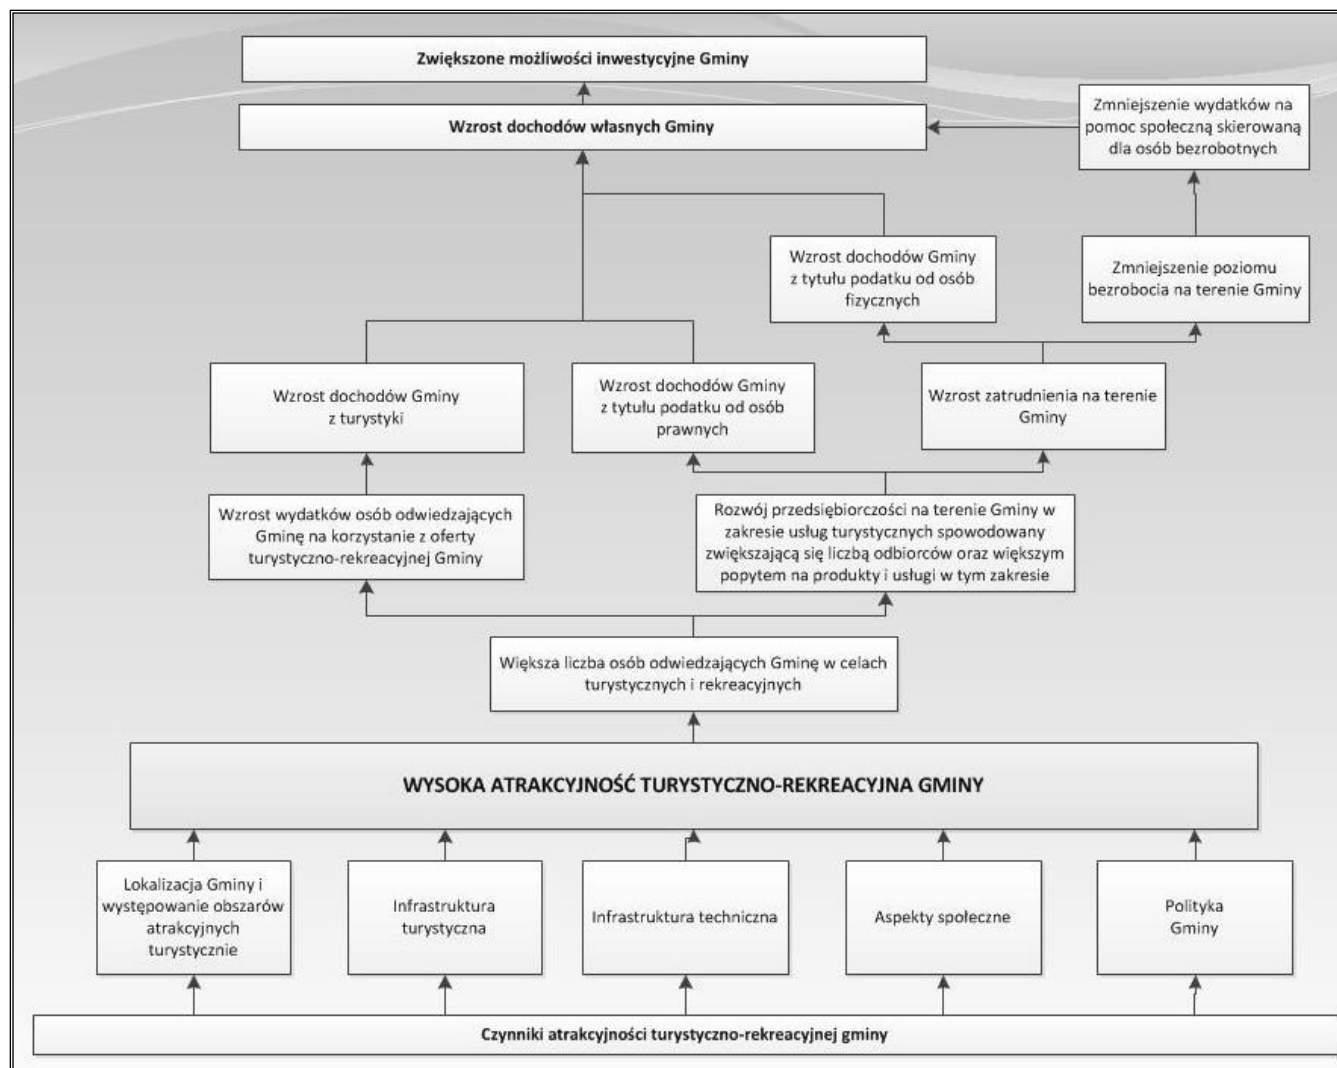 Zwiększone możliwości inwestycyjne Gminy
Wzrost dochodów własnych Gminy
Zmniejszenie wydatków na
pomoc społeczną skierowaną
dla osób bezrobotnych
Wzrost dochodów Gminy
z tytułu podatku od osób
fizycznych
Zmniejszenie poziomu
bezrobocia na terenie Gminy
Wzrost dochodów Gminy
z turystyki
Wzrost dochodów Gminy
z tytułu podatku od osób
prawnych
Wzrost zatrudnienia na terenie
Gminy
Wzrost wydatków osób odwiedzających
Gminę na korzystanie z oferty
turystyczno-rekreacyjnej Gminy
Rozwój przedsiębiorczości na terenie Gminy w
zakresie usług turystycznych spowodowany
zwiększającą się liczbą odbiorców oraz większym
popytem na produkty i usługi w tym zakresie
Większa liczba osób odwiedzających Gminę w celach
turystycznych i rekreacyjnych
WYSOKA ATRAKCYJNOŚĆ TURYSTYCZNO-REKREACYJNA GMINY
Lokalizacja Gminy i
występowanie obszarów
atrakcyjnych
turystycznie
Infrastruktura
turystyczna
Infrastruktura techniczna
Aspekty społeczne
Polityka
Gminy
Czynniki atrakcyjności turystyczno-rekreacyjnej gminy